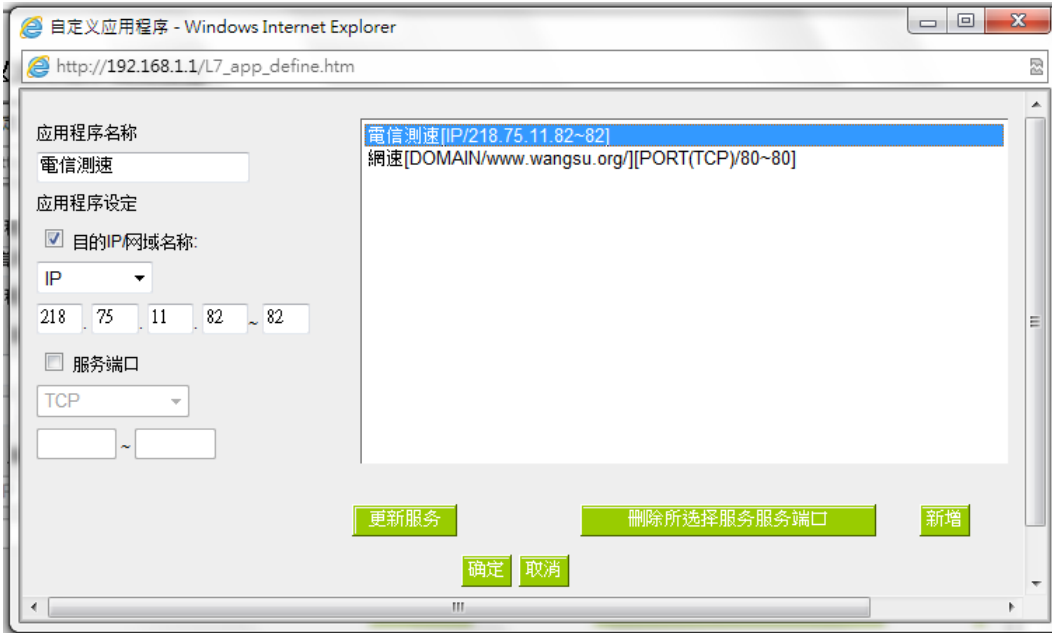 自定义应用程序 - Windows Internet Explorer
http://192.168.1.1/L7_app_define.htm
应用程序名称
電信測速
应用程序设定
目的IP/网域名称:
IP
218 . 75 . 11 . 82 ~ 82
服务端口
TCP
~
電信測速[IP/218.75.11.82~82]
網速[DOMAIN/www.wangsu.org/][PORT(TCP)/80~80]
更新服务
删除所选择服务服务端口
新增
确定
取消